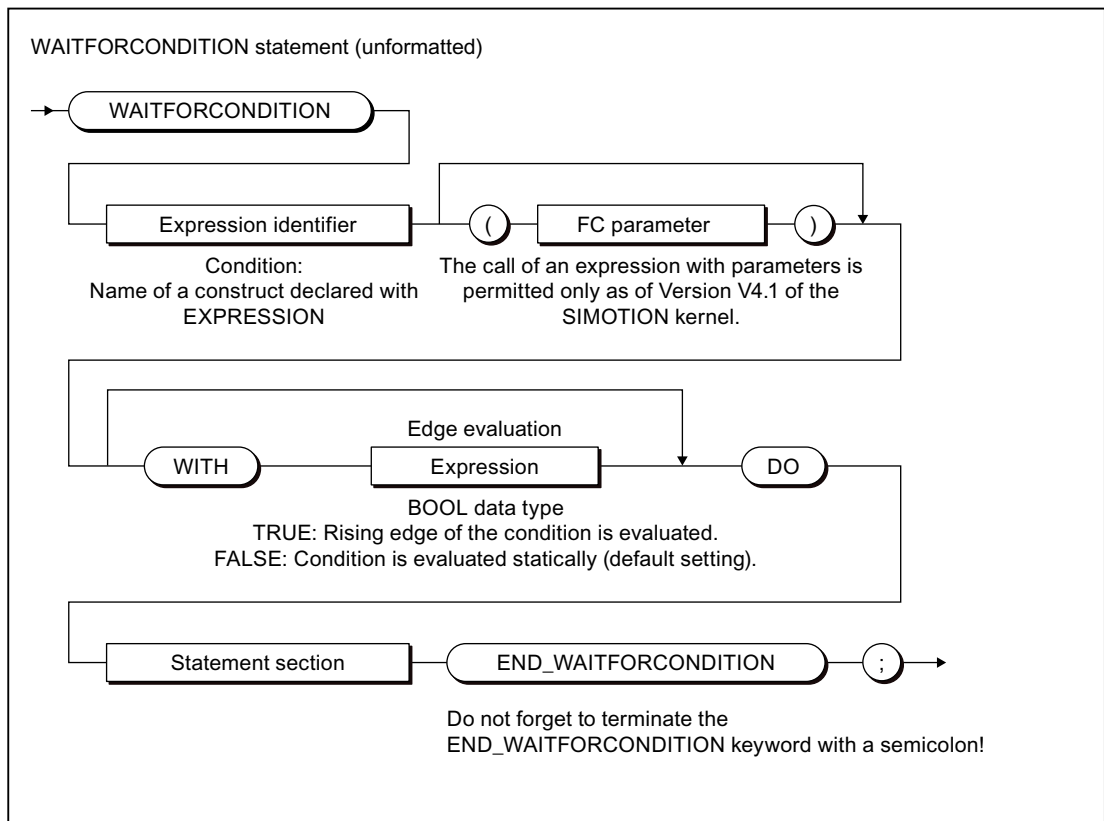 WAITFORCONDITION statement (unformatted)
WAITFORCONDITION
Expression identifier
(
FC parameter
)
Condition:
Name of a construct declared with
EXPRESSION
The call of an expression with parameters is
permitted only as of Version V4.1 of the
SIMOTION kernel.
Edge evaluation
WITH
Expression
DO
BOOL data type
TRUE: Rising edge of the condition is evaluated.
FALSE: Condition is evaluated statically (default setting).
Statement section
END_WAITFORCONDITION
;
Do not forget to terminate the
END_WAITFORCONDITION keyword with a semicolon!